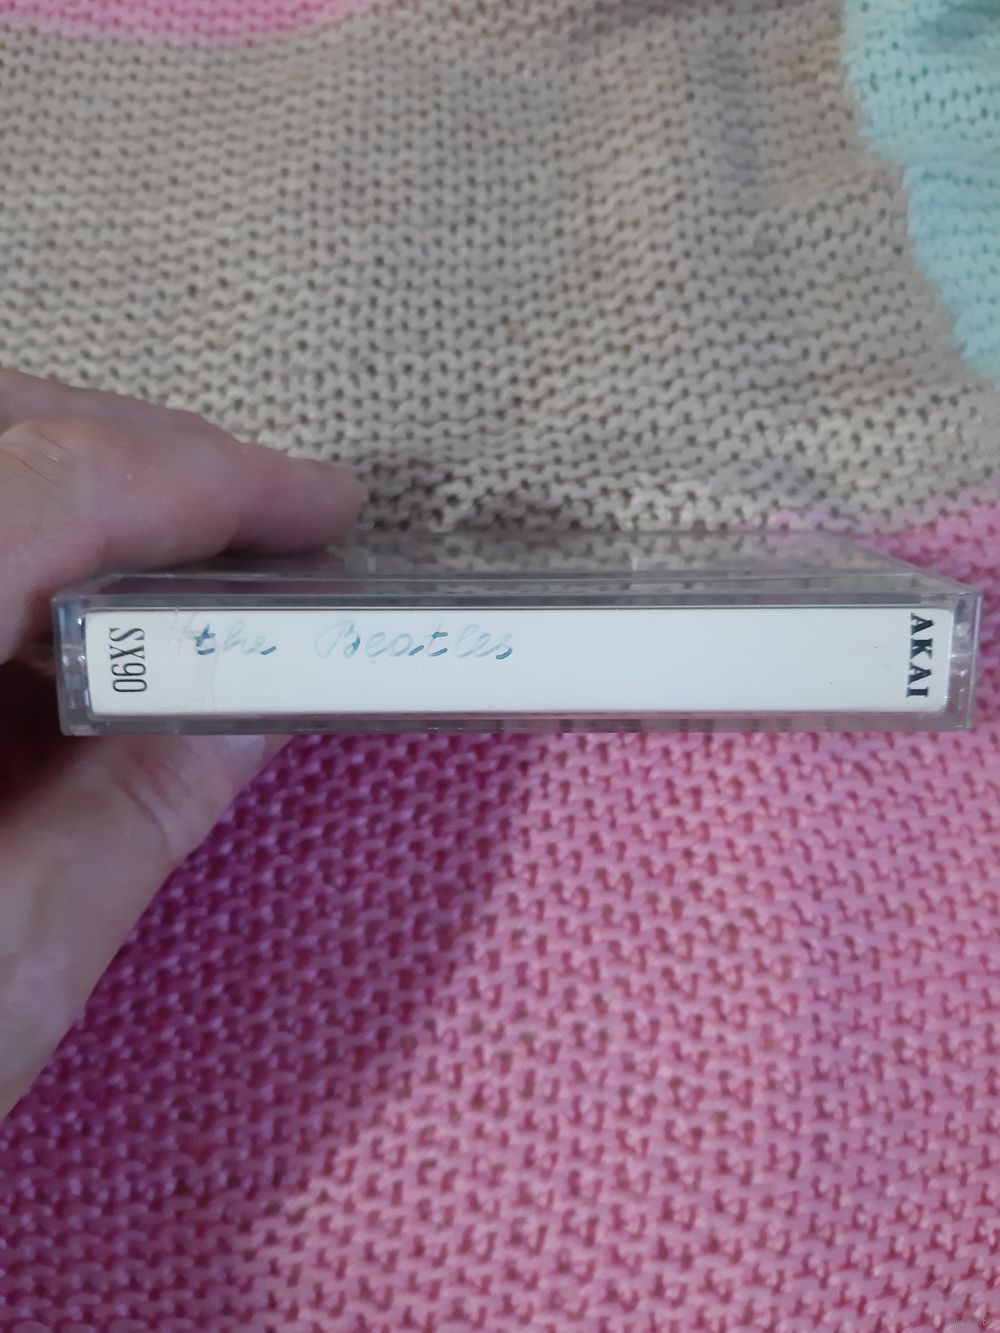 SX90
the Beatles
AKAI